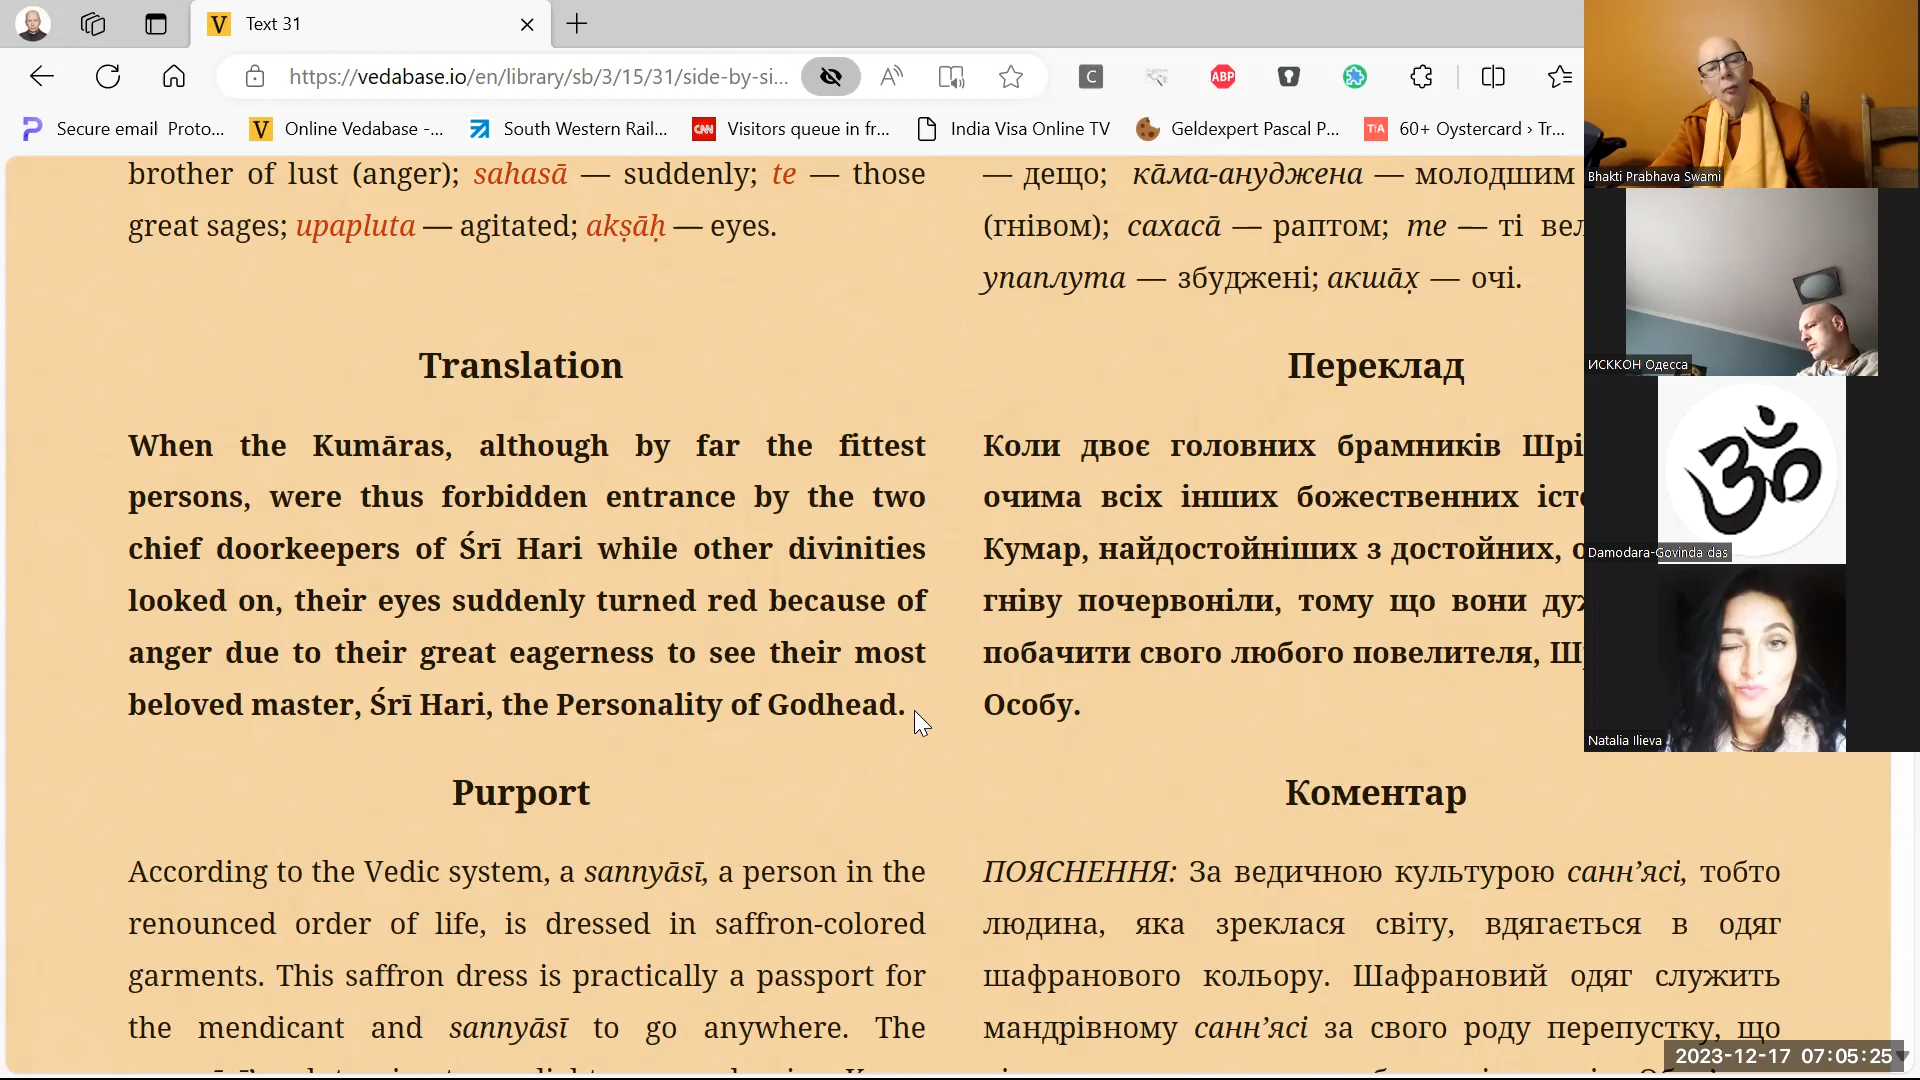 Text 31
https://vedabase.io/en/library/sb/3/15/31/side-by-si...
Secure email Proto...
Online Vedabase -...
South Western Rail...
CNN
Visitors queue in fr...
India Visa Online TV
Geldexpert Pascal P...
TiA
60+ Oystercard › Tr...
brother of lust (anger); sahasā — suddenly; te — those
great sages; upapluta — agitated; akṣāḥ — eyes.
Translation
When the Kumāras, although by far the fittest
persons, were thus forbidden entrance by the two
chief doorkeepers of Śrī Hari while other divinities
looked on, their eyes suddenly turned red because of
anger due to their great eagerness to see their most
beloved master, Śrī Hari, the Personality of Godhead.
Purport
According to the Vedic system, a sannyāsī, a person in the
renounced order of life, is dressed in saffron-colored
garments. This saffron dress is practically a passport for
the mendicant and sannyāsī to go anywhere. The
— дещо; ка̄ма-ануджена — молодшим
(гнівом); сахаса̄ — раптом; те — ті
упаплута — збуджені; акша̄х̣ — очі.
Переклад
Коли двоє головних брамників Шрі
очима всіх інших божественних
Кумар, найдостойніших з достойних,
гніву почервоніли, тому що вони
побачити свого любого повелителя,
Особу.
Коментар
ПОЯСНЕННЯ: За ведичною культурою санн’ясі, тобто
людина, яка зреклася світу, вдягається в одяг
шафранового кольору. Шафрановий одяг служить
мандрівному санн’ясі за свого роду перепустку, що
Bhakti Prabhava Swami
ИСККОН Одесса
ॐ
Damodara-Govinda das
Natalia Ilieva
2023-12-17 07:05:25